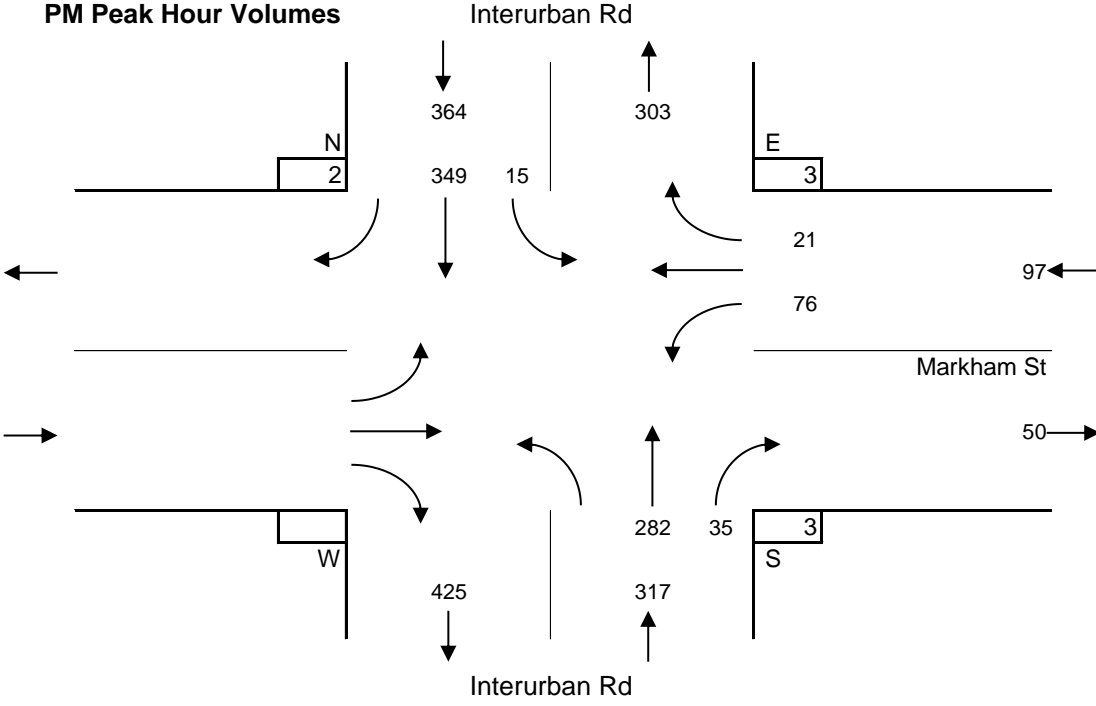 PM Peak Hour Volumes Interurban Rd
364 303
N E
2 349 15 3
21
97
76
Markham St
50
282 35 3
W S
425 317
Interurban Rd